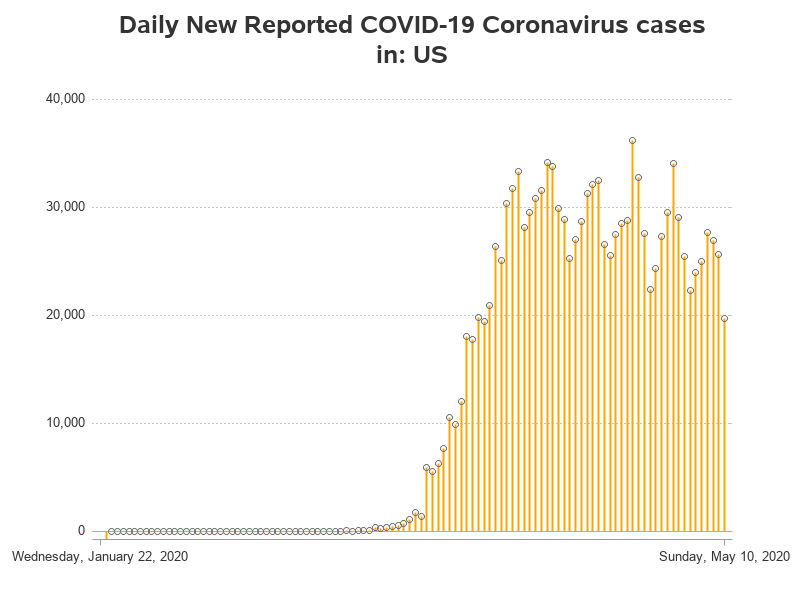 Daily New Reported COVID-19 Coronavirus cases
in: US
40,000
30,000
20,000
10,000
0
Wednesday, January 22, 2020
Sunday, May 10, 2020